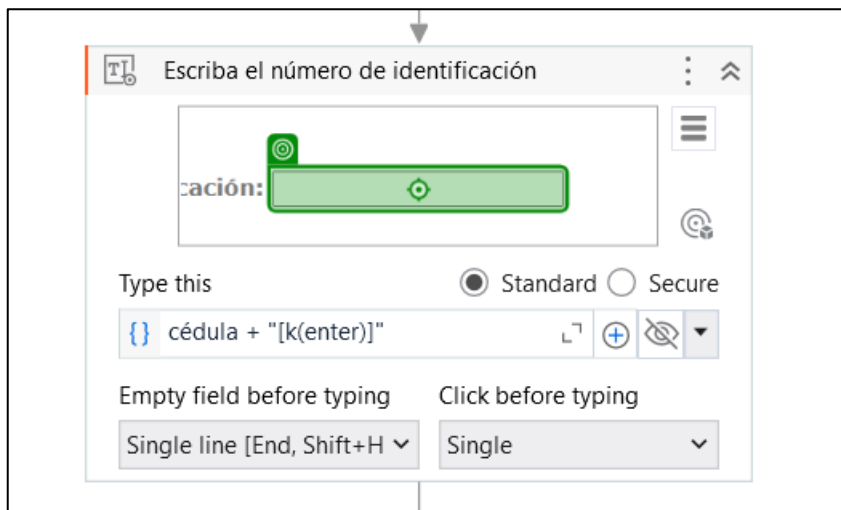 Escriba el número de identificación
cación:
Type this
Standard
Secure
{} cédula + "[k(enter)]"
Empty field before typing
Click before typing
Single line [End, Shift+H
Single